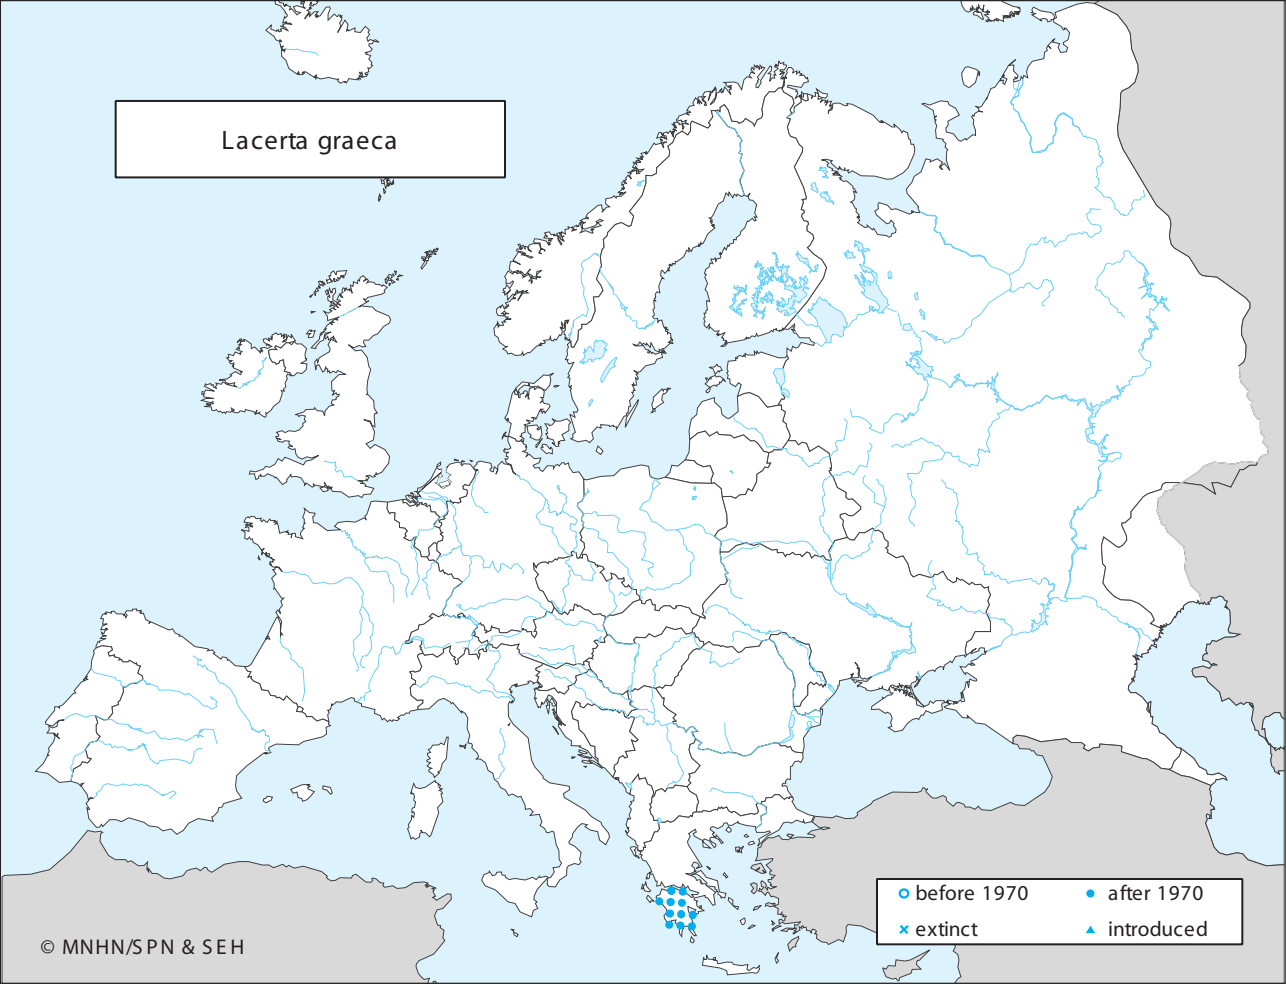 Lacerta graeca
before 1970
after 1970
extinct
introduced
© MNHN/SPN & SEH